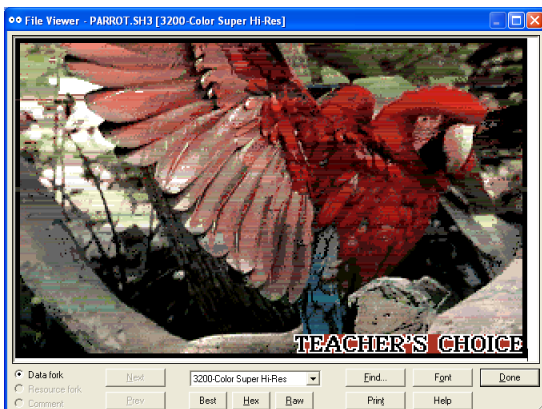 File Viewer - PARROT.SH3 [3200-Color Super Hi-Res]
TEACHER'S CHOICE
Data fork
Next
3200-Color Super Hi-Res
Find...
Font
Done
Resource fork
Comment
Prev
Best
Hex
Raw
Print
Help